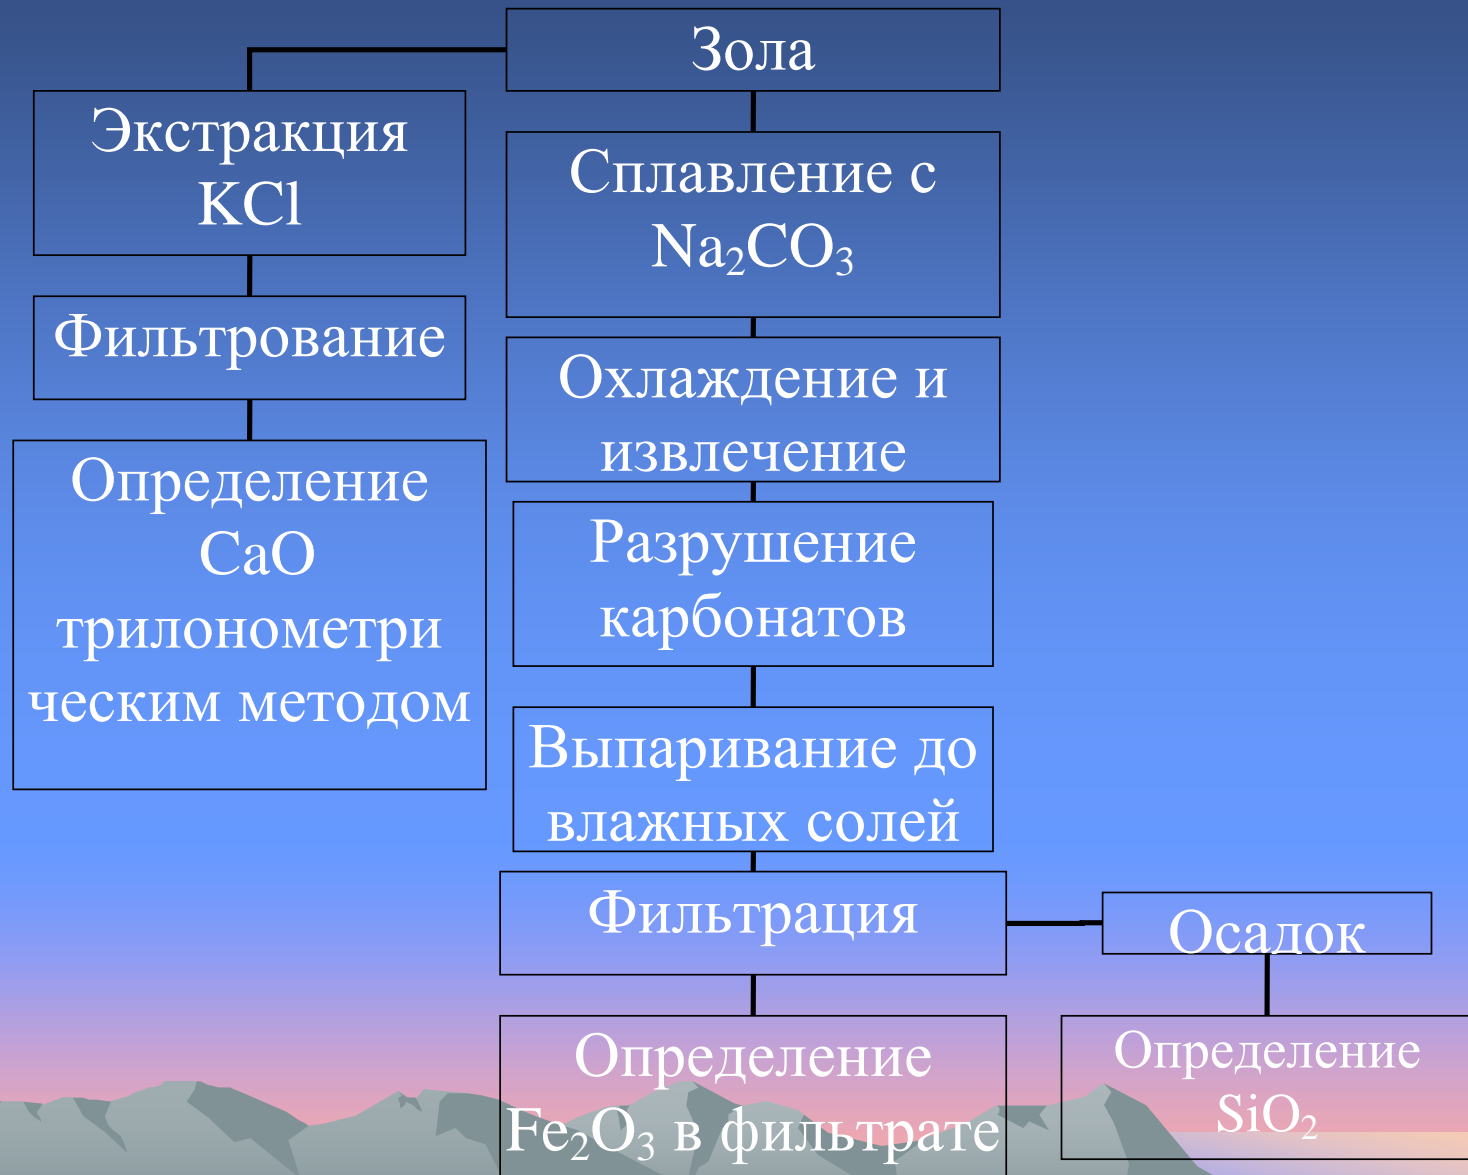 Зола
Экстракция
KCl
Фильтрование
Определение
CaO
трилонометри
ческим методом
Сплавление с
Na₂CO₃
Охлаждение и
извлечение
Разрушение
карбонатов
Выпаривание до
влажных солей
Фильтрация
Осадок
Определение
Fe₂O₃ в фильтрате
Определение
SiO₂